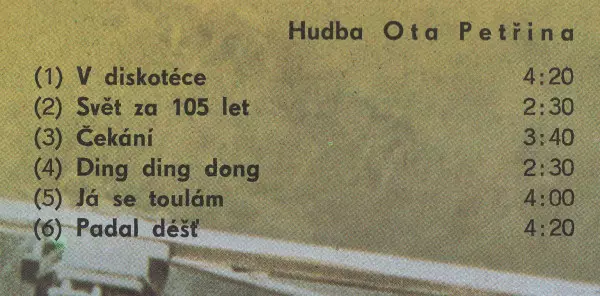 Hudba Ota Petřina
(1) V diskotéce 4:20
(2) Svět za 105 let 2:30
(3) Čekání 3:40
(4) Ding ding dong 2:30
(5) Já se toulám 4:00
(6) Padal déšť 4:20